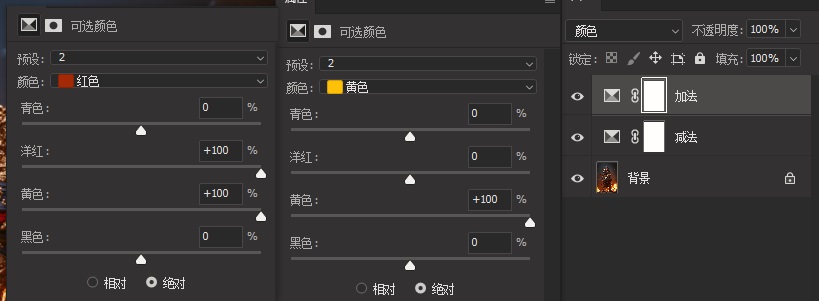 可选颜色
预设: 2
颜色: 红色
青色: 0 %
洋红: +100 %
黄色: +100 %
黑色: 0 %
相对 绝对
可选颜色
预设: 2
颜色: 黄色
青色: 0 %
洋红: 0 %
黄色: +100 %
黑色: 0 %
相对 绝对
颜色 不透明度: 100%
锁定: 填充: 100%
加法
减法
背景